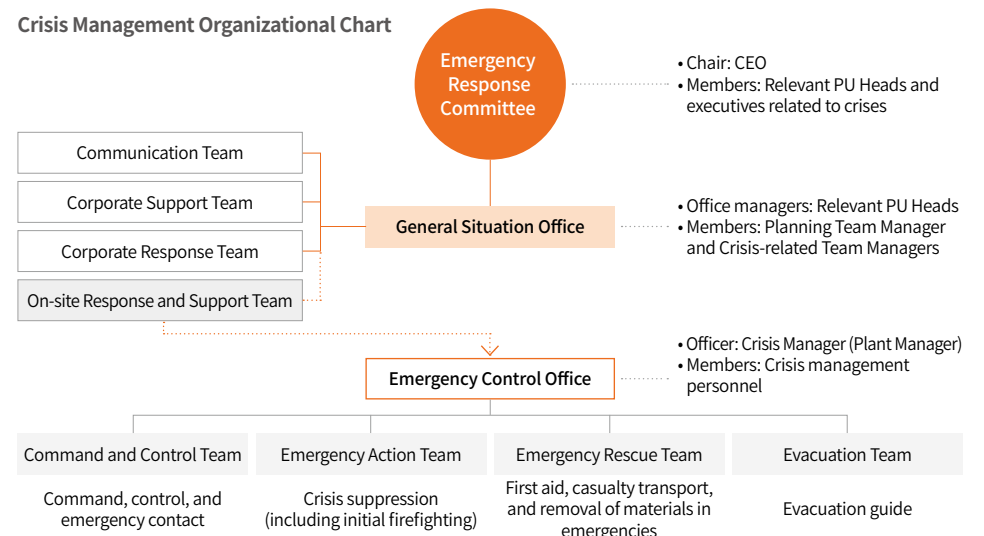 Crisis Management Organizational Chart
Emergency
Response
Committee
• Chair: CEO
• Members: Relevant PU Heads and
executives related to crises
Communication Team
Corporate Support Team
Corporate Response Team
On-site Response and Support Team
General Situation Office
• Office managers: Relevant PU Heads
• Members: Planning Team Manager
and Crisis-related Team Managers
Emergency Control Office
• Officer: Crisis Manager (Plant Manager)
• Members: Crisis management
personnel
Command and Control Team
Command, control, and
emergency contact
Emergency Action Team
Crisis suppression
(including initial firefighting)
Emergency Rescue Team
First aid, casualty transport,
and removal of materials in
emergencies
Evacuation Team
Evacuation guide